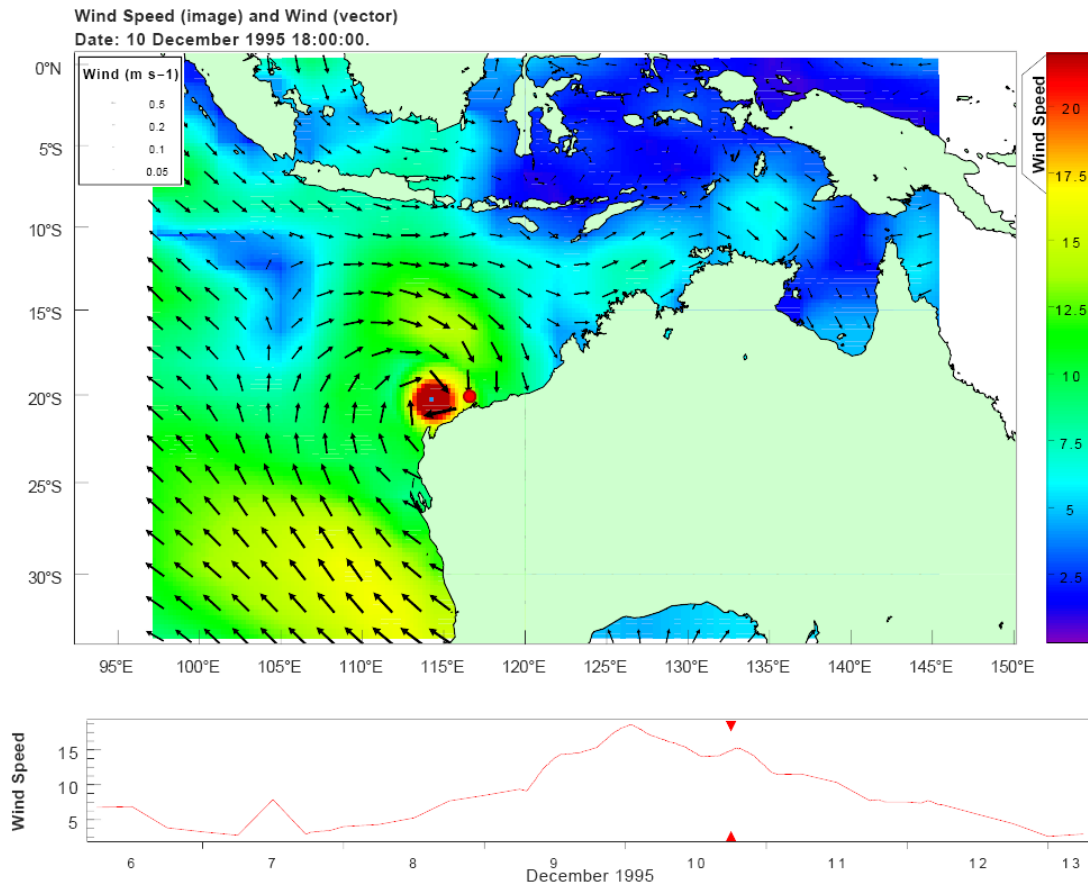 Wind Speed (image) and Wind (vector)
Date: 10 December 1995 18:00:00.
Wind (m s−1)
0.5
0.2
0.1
0.05
0°N
5°S
10°S
15°S
20°S
25°S
30°S
95°E 100°E 105°E 110°E 115°E 120°E 125°E 130°E 135°E 140°E 145°E 150°E
Wind Speed
20
17.5
15
12.5
10
7.5
5
2.5
Wind Speed
15
10
5
6 7 8 9 10 11 12 13
December 1995